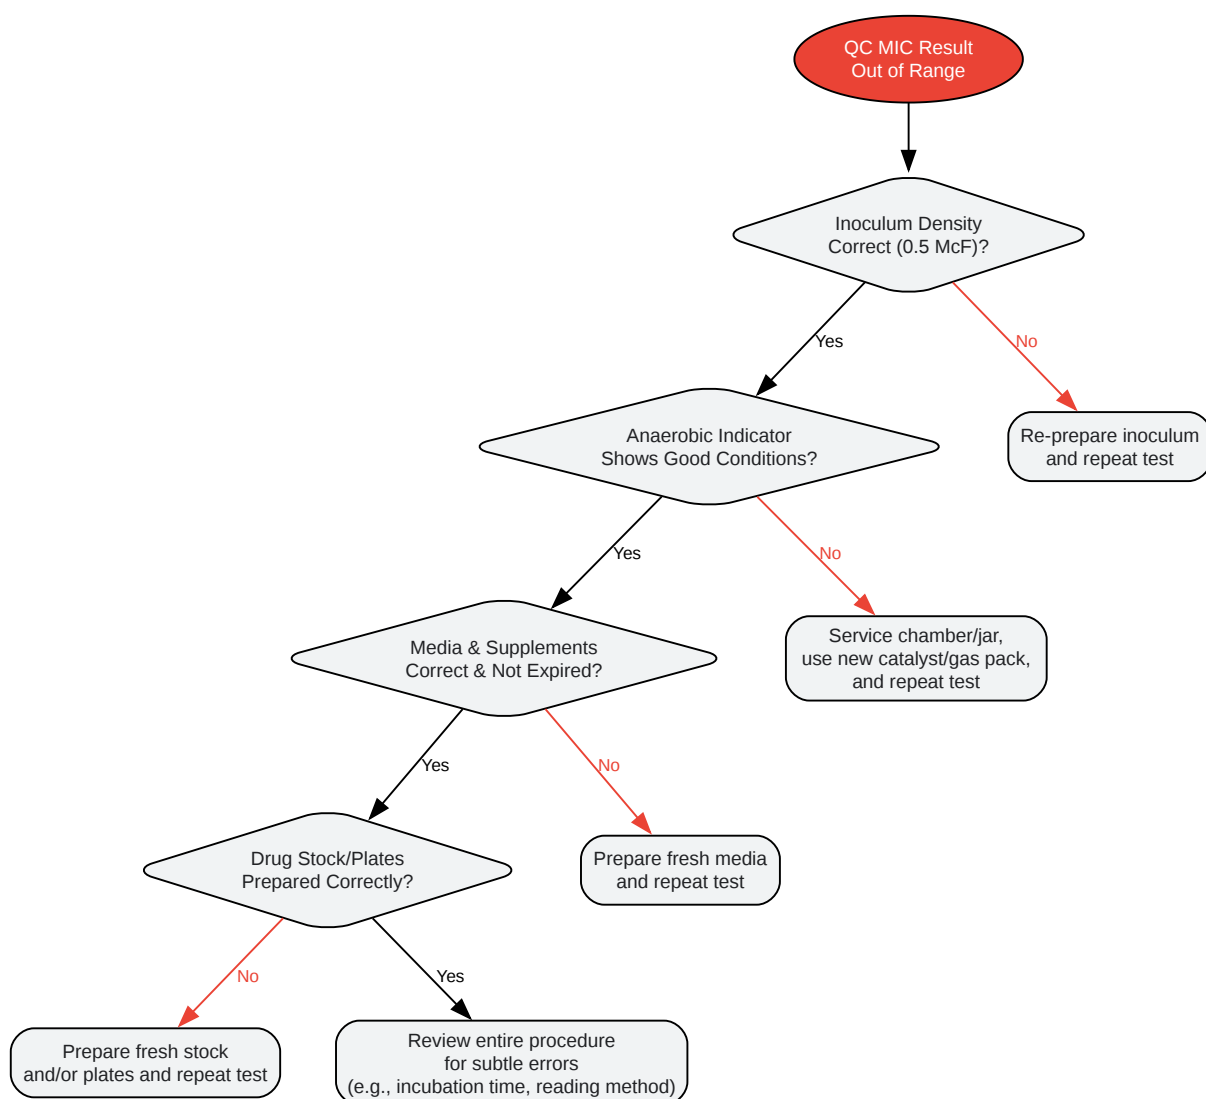 QC MIC Result
Out of Range
Inoculum Density
Correct (0.5 McF)?
Yes
No
Anaerobic Indicator
Shows Good Conditions?
Re-prepare inoculum
and repeat test
Yes
No
Media & Supplements
Correct & Not Expired?
Service chamber/jar,
use new catalyst/gas pack,
and repeat test
Yes
No
Drug Stock/Plates
Prepared Correctly?
Prepare fresh media
and repeat test
No
Yes
Prepare fresh stock
and/or plates and repeat test
Review entire procedure
for subtle errors
(e.g., incubation time, reading method)